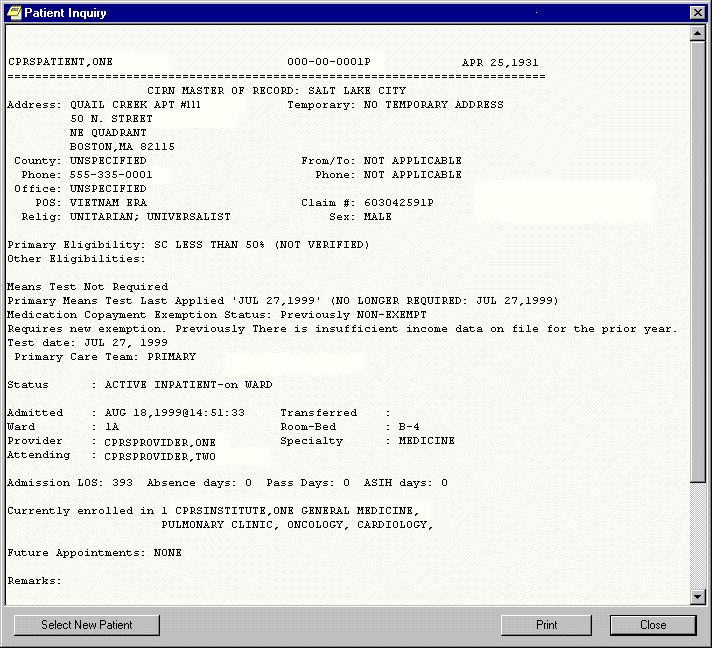 Patient Inquiry
CPRSPATIENT,ONE 000-00-0001P APR 25,1931
=============================================================================
CIRN MASTER OF RECORD: SALT LAKE CITY
Address: QUAIL CREEK APT #111 Temporary: NO TEMPORARY ADDRESS
50 N. STREET
NE QUADRANT
BOSTON,MA 82115
County: UNSPECIFIED From/To: NOT APPLICABLE
Phone: 555-335-0001 Phone: NOT APPLICABLE
Office: UNSPECIFIED
POS: VIETNAM ERA Claim #: 603042591P
Relig: UNITARIAN; UNIVERSALIST Sex: MALE
Primary Eligibility: SC LESS THAN 50% (NOT VERIFIED)
Other Eligibilities:
Means Test Not Required
Primary Means Test Last Applied 'JUL 27,1999' (NO LONGER REQUIRED: JUL 27,1999)
Medication Copayment Exemption Status: Previously NON-EXEMPT
Requires new exemption. Previously There is insufficient income data on file for the prior year.
Test date: JUL 27, 1999
Primary Care Team: PRIMARY
Status : ACTIVE INPATIENT-on WARD
Admitted : AUG 18,1999@14:51:33 Transferred :
Ward : 1A Room-Bed : B-4
Provider : CPRSPROVIDER,ONE Specialty : MEDICINE
Attending : CPRSPROVIDER,TWO
Admission LOS: 393 Absence days: 0 Pass Days: 0 ASIH days: 0
Currently enrolled in 1 CPRSINSTITUTE,ONE GENERAL MEDICINE,
PULMONARY CLINIC, ONCOLOGY, CARDIOLOGY,
Future Appointments: NONE
Remarks:
Select New Patient Print Close